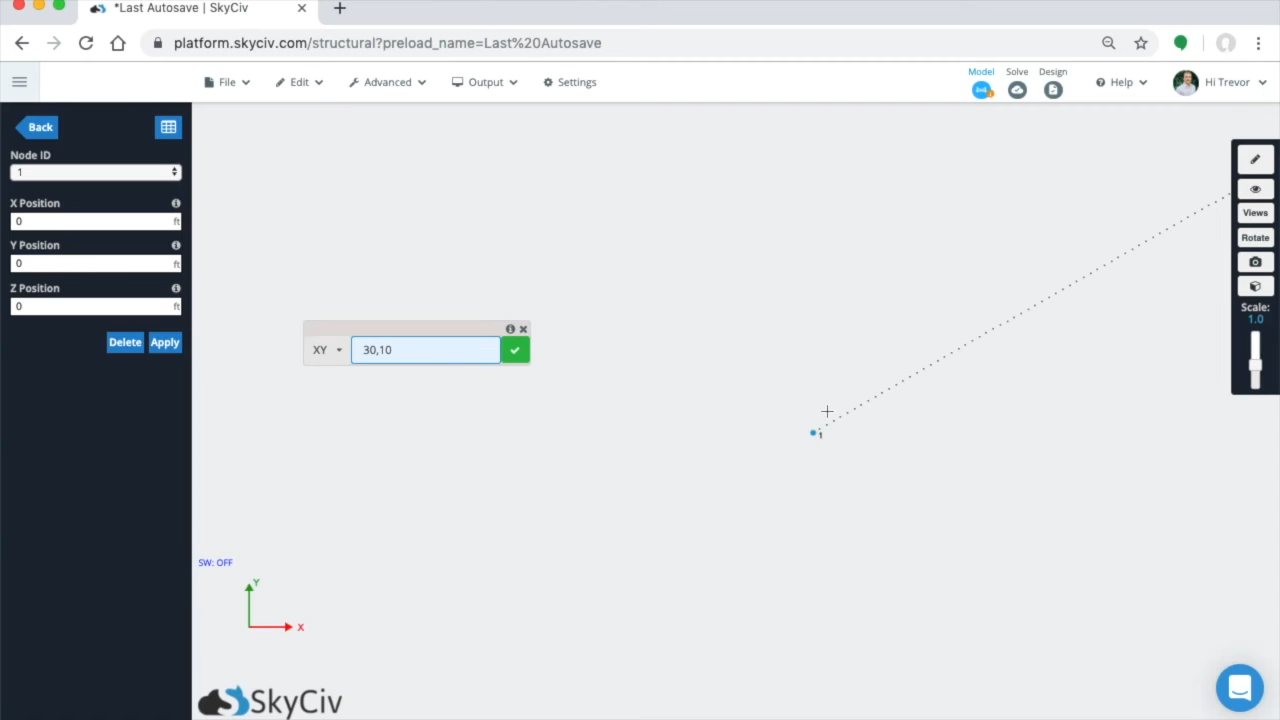 *Last Autosave | SkyCiv
platform.skyciv.com/structural?preload_name=Last%20Autosave
File
Edit
Advanced
Output
Settings
Model
Solve
Design
Help
Hi Trevor
Back
Node ID
1
X Position
0 ft
Y Position
0 ft
Z Position
0 ft
Delete Apply
XY
30,10
1
Views
Rotate
Scale:
1.0
SW: OFF
Y
X
SkyCiv